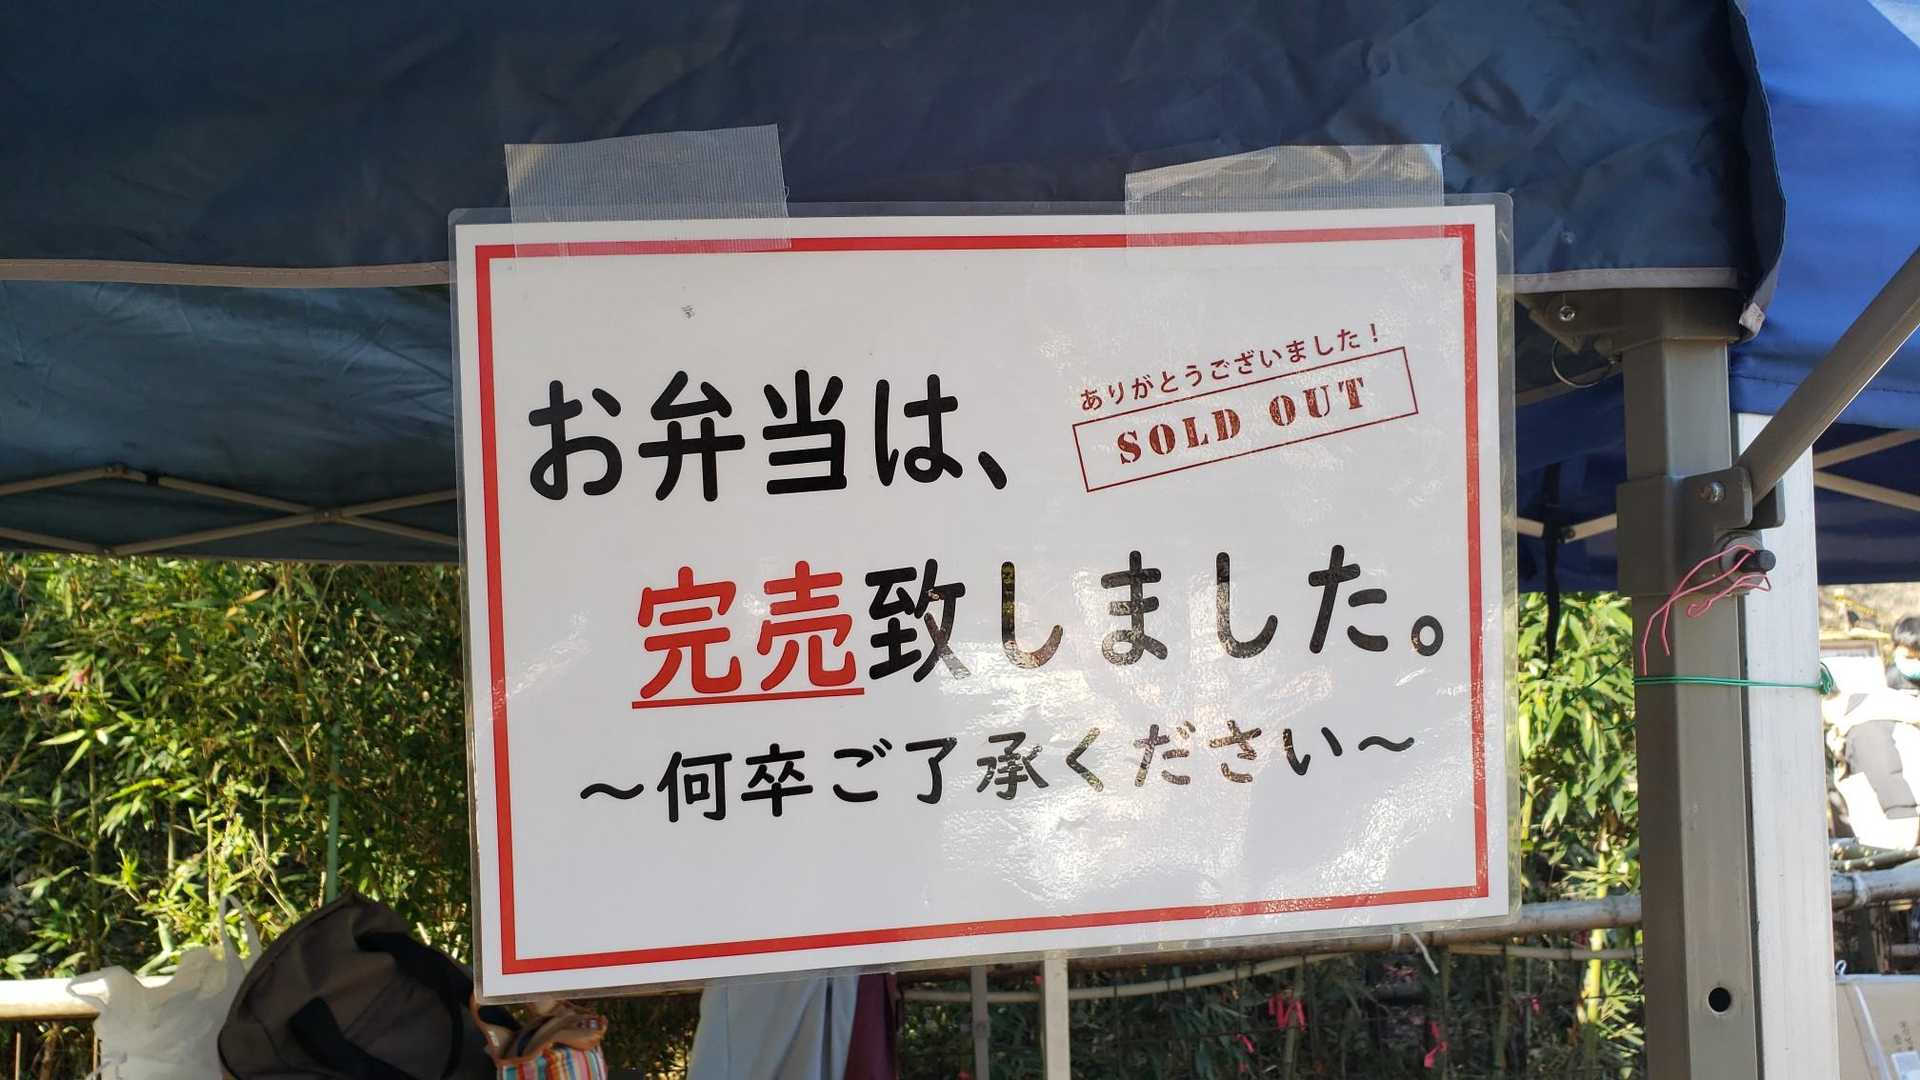 お弁当は、
ありがとうございました!
SOLD OUT
完売致しました。
〜何卒ご了承ください〜